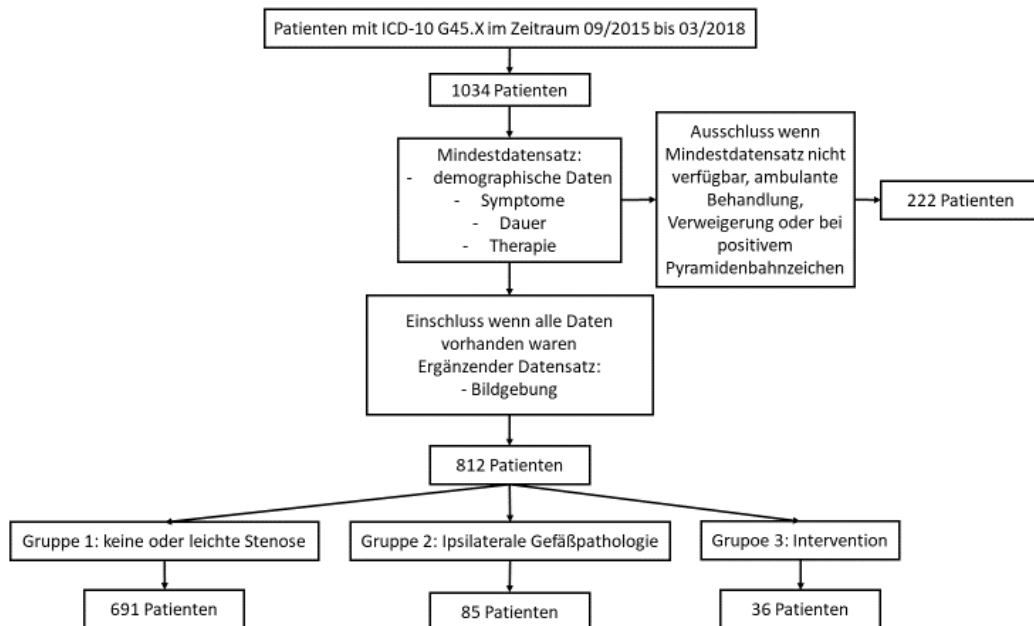 Patienten mit ICD-10 G45.X im Zeitraum 09/2015 bis 03/2018
1034 Patienten
Mindestdatensatz:
- demographische Daten
- Symptome
- Dauer
- Therapie
Ausschluss wenn
Mindestdatensatz nicht
verfügbar, ambulante
Behandlung,
Verweigerung oder bei
positivem
Pyramidenbahnzeichen
222 Patienten
Einschluss wenn alle Daten
vorhanden waren
Ergänzender Datensatz:
- Bildgebung
812 Patienten
Gruppe 1: keine oder leichte Stenose
Gruppe 2: Ipsilaterale Gefäßpathologie
Grupoe 3: Intervention
691 Patienten
85 Patienten
36 Patienten